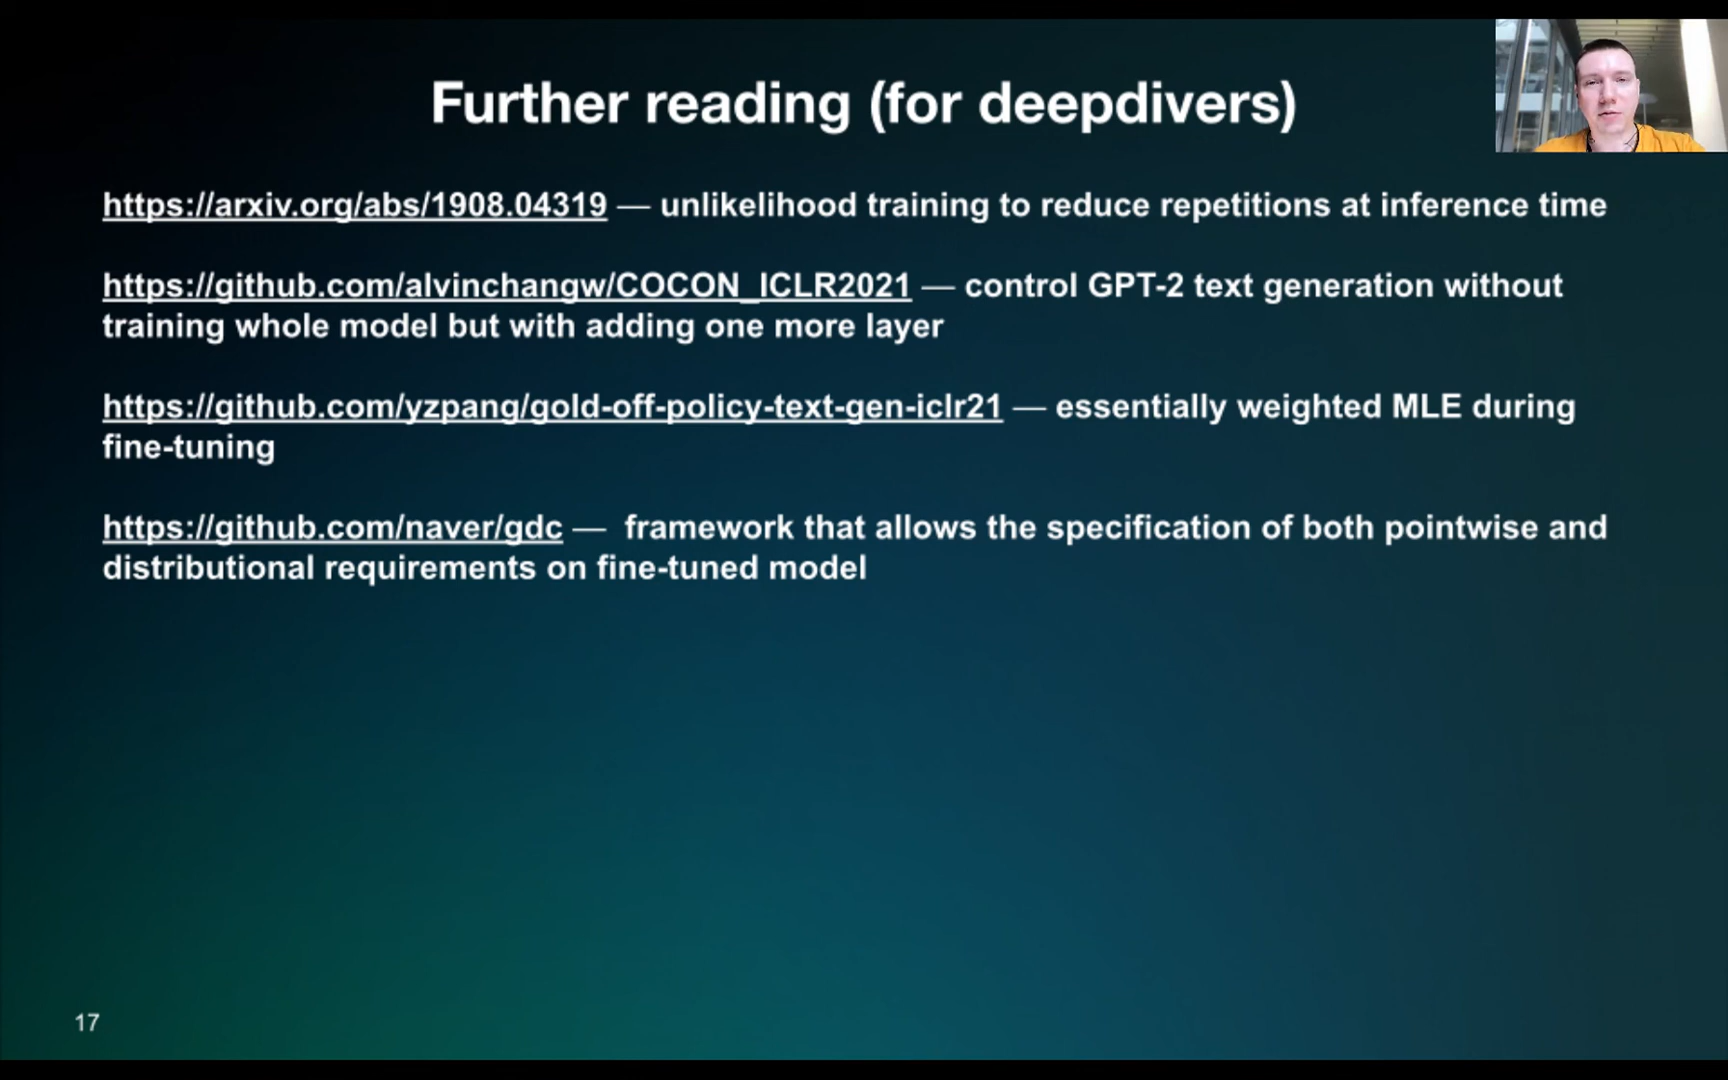 Further reading (for deepdivers)
https://arxiv.org/abs/1908.04319 — unlikelihood training to reduce repetitions at inference time
https://github.com/alvinchangw/COCON_ICLR2021 — control GPT-2 text generation without
training whole model but with adding one more layer
https://github.com/yzpang/gold-off-policy-text-gen-iclr21 — essentially weighted MLE during
fine-tuning
https://github.com/naver/gdc — framework that allows the specification of both pointwise and
distributional requirements on fine-tuned model
17